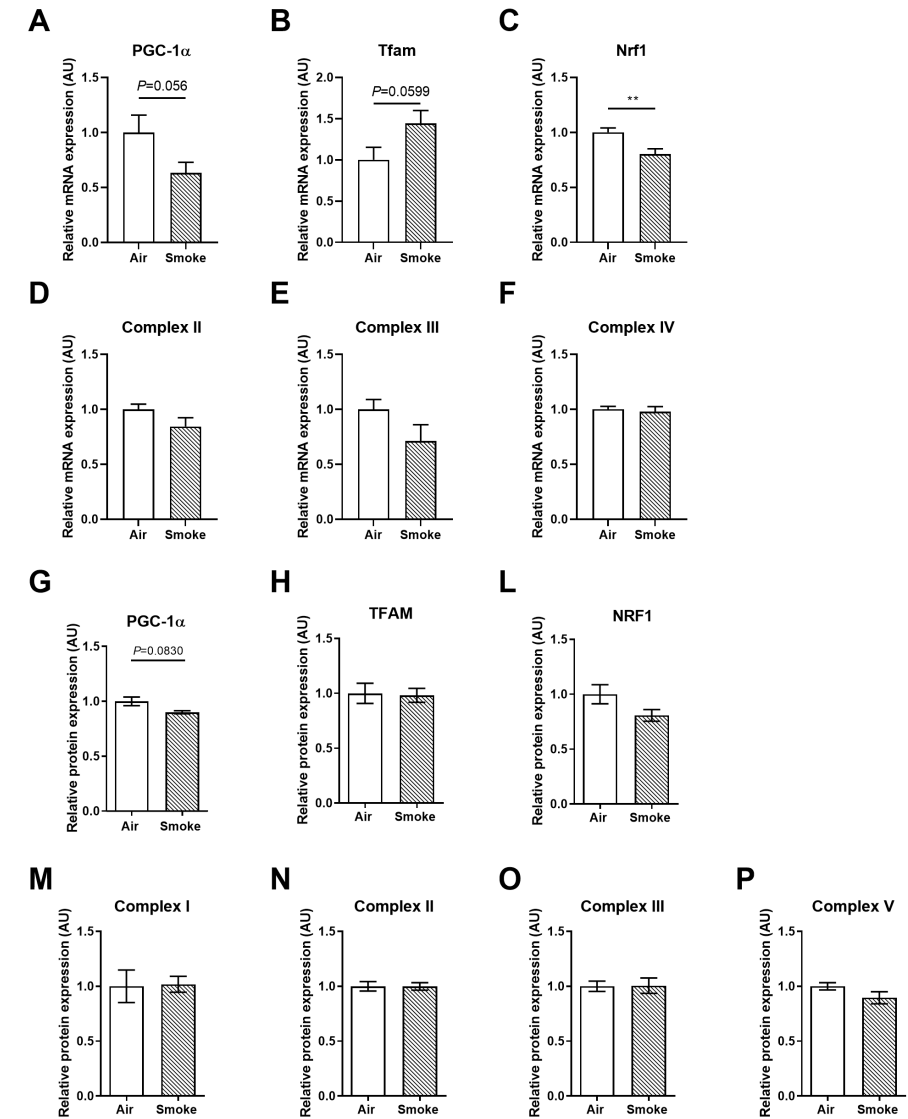 A
B
C
PGC-1α
Tfam
Nrf1
Relative mRNA expression (AU)
1.5
1.0
0.5
0.0
P=0.056
Air
Smoke
Relative mRNA expression (AU)
2.0
1.5
1.0
0.5
0.0
P=0.0599
Air
Smoke
Relative mRNA expression (AU)
1.5
1.0
0.5
0.0
**
Air
Smoke
D
E
F
Complex II
Complex III
Complex IV
Relative mRNA expression (AU)
1.5
1.0
0.5
0.0
Air
Smoke
Relative mRNA expression (AU)
1.5
1.0
0.5
0.0
Air
Smoke
Relative mRNA expression (AU)
1.5
1.0
0.5
0.0
Air
Smoke
G
H
L
PGC-1α
TFAM
NRF1
Relative protein expression (AU)
1.5
1.0
0.5
0.0
P=0.0830
Air
Smoke
Relative protein expression (AU)
1.5
1.0
0.5
0.0
Air
Smoke
Relative protein expression (AU)
1.5
1.0
0.5
0.0
Air
Smoke
M
N
O
P
Complex I
Complex II
Complex III
Complex V
Relative protein expression (AU)
1.5
1.0
0.5
0.0
Air
Smoke
Relative protein expression (AU)
1.5
1.0
0.5
0.0
Air
Smoke
Relative protein expression (AU)
1.5
1.0
0.5
0.0
Air
Smoke
Relative protein expression (AU)
1.5
1.0
0.5
0.0
Air
Smoke